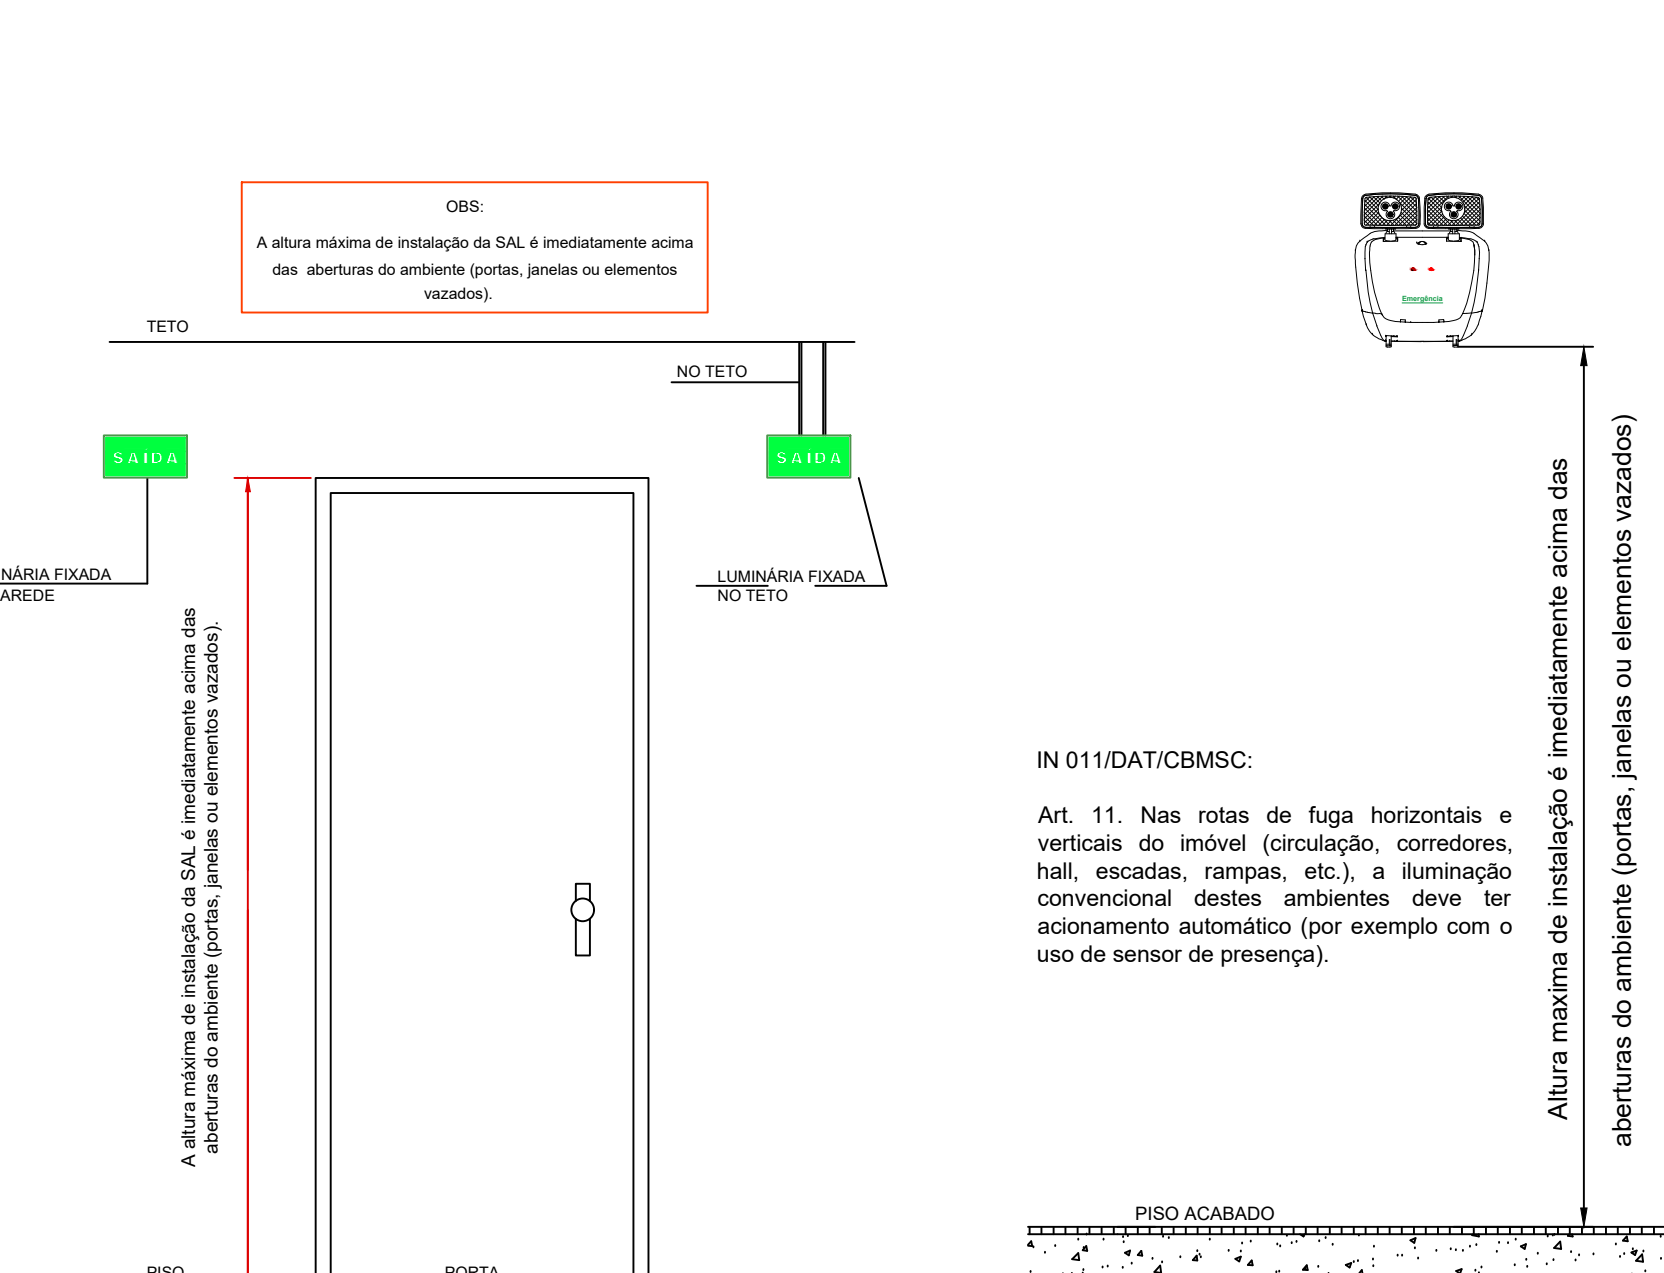 OBS:
A altura máxima de instalação da SAL é imediatamente acima
das aberturas do ambiente (portas, janelas ou elementos
vazados).
TETO
NO TETO
SAIDA
SAIDA
NÁRIA FIXADA
AREDE
LUMINÁRIA FIXADA
NO TETO
A altura máxima de instalação da SAL é imediatamente acima das
aberturas do ambiente (portas, janelas ou elementos vazados).
PISO
PORTA
Emergência
IN 011/DAT/CBMSC:
Art. 11. Nas rotas de fuga horizontais e
verticais do imóvel (circulação, corredores,
hall, escadas, rampas, etc.), a iluminação
convencional destes ambientes deve ter
acionamento automático (por exemplo com o
uso de sensor de presença).
Altura maxima de instalação é imediatamente acima das
aberturas do ambiente (portas, janelas ou elementos vazados)
PISO ACABADO